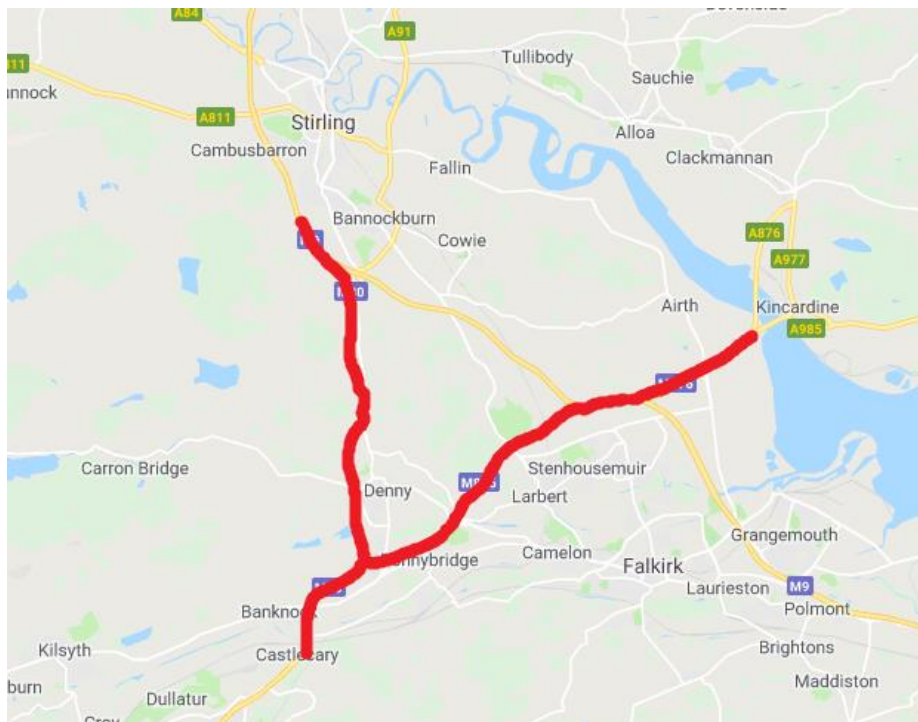 A84
A91
Tullibody
Sauchie
A811
Stirling
Alloa
Cambusbarron
Clackmannan
Fallin
Bannockburn
Cowie
A876
A977
Airth
Kincardine
A985
Carron Bridge
Denny
Stenhousemuir
Larbert
Grangemouth
Camelon
Falkirk
Laurieston
M9
Polmont
Kilsyth
Castlecary
Brightons
Maddiston
Dullatur